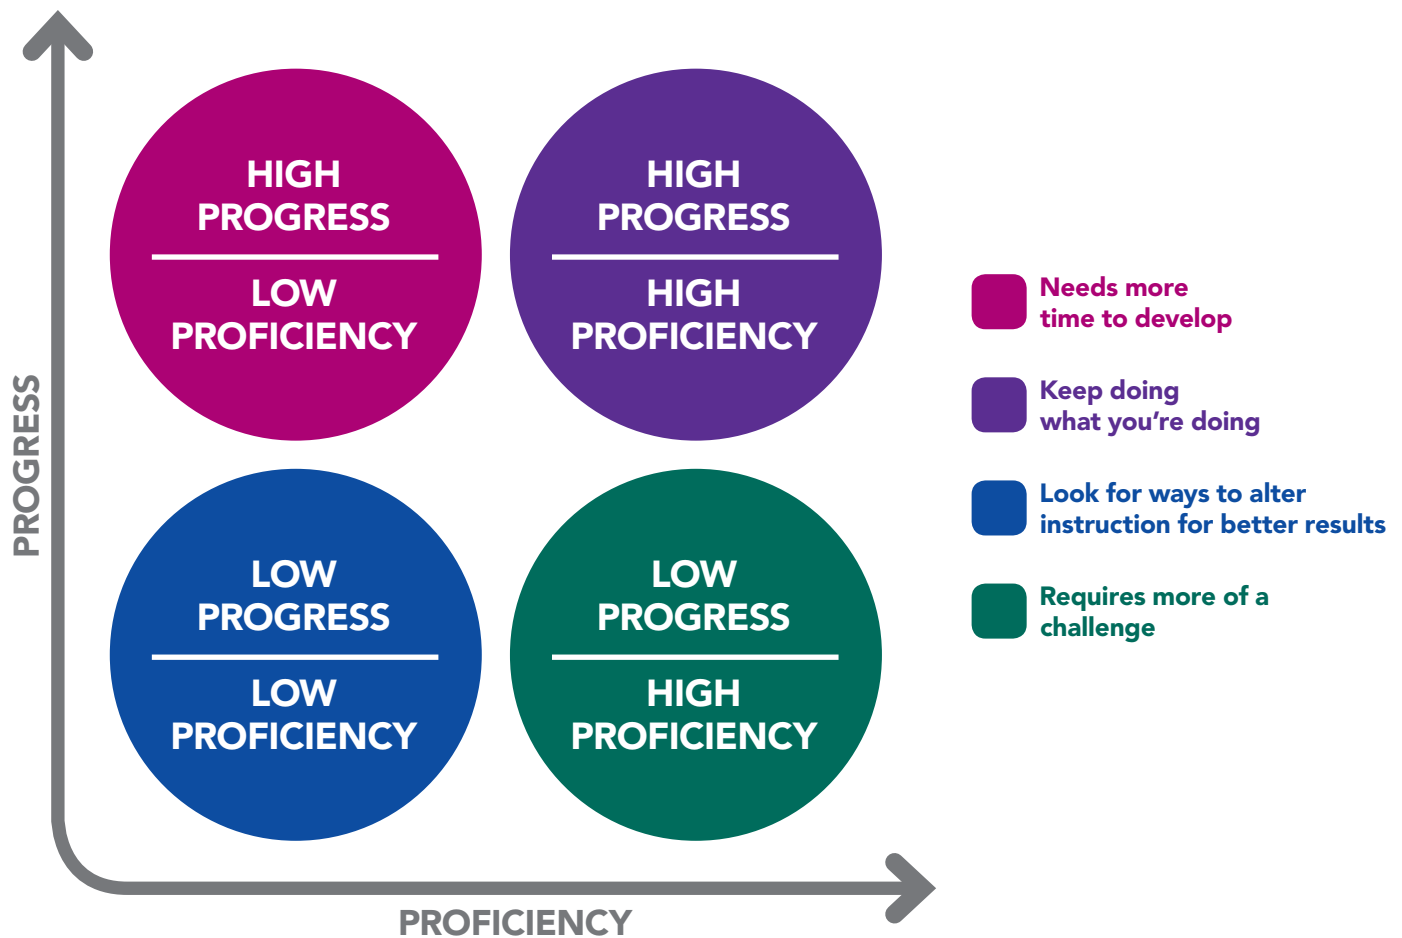 HIGH
PROGRESS
LOW
PROFICIENCY
HIGH
PROGRESS
HIGH
PROFICIENCY
LOW
PROGRESS
LOW
PROFICIENCY
LOW
PROGRESS
HIGH
PROFICIENCY
PROGRESS
PROFICIENCY
Needs more
time to develop
Keep doing
what you’re doing
Look for ways to alter
instruction for better results
Requires more of a
challenge